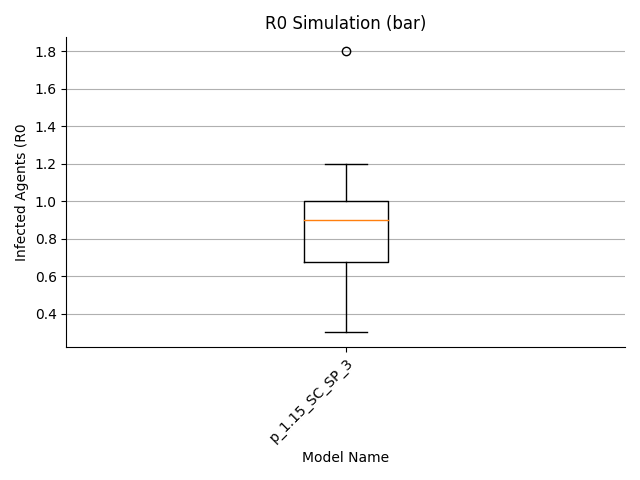 R0 Simulation (bar)
Infected Agents (R0
1.8
1.6
1.4
1.2
1.0
0.8
0.6
0.4
p_1.15_SC_SP_3
Model Name